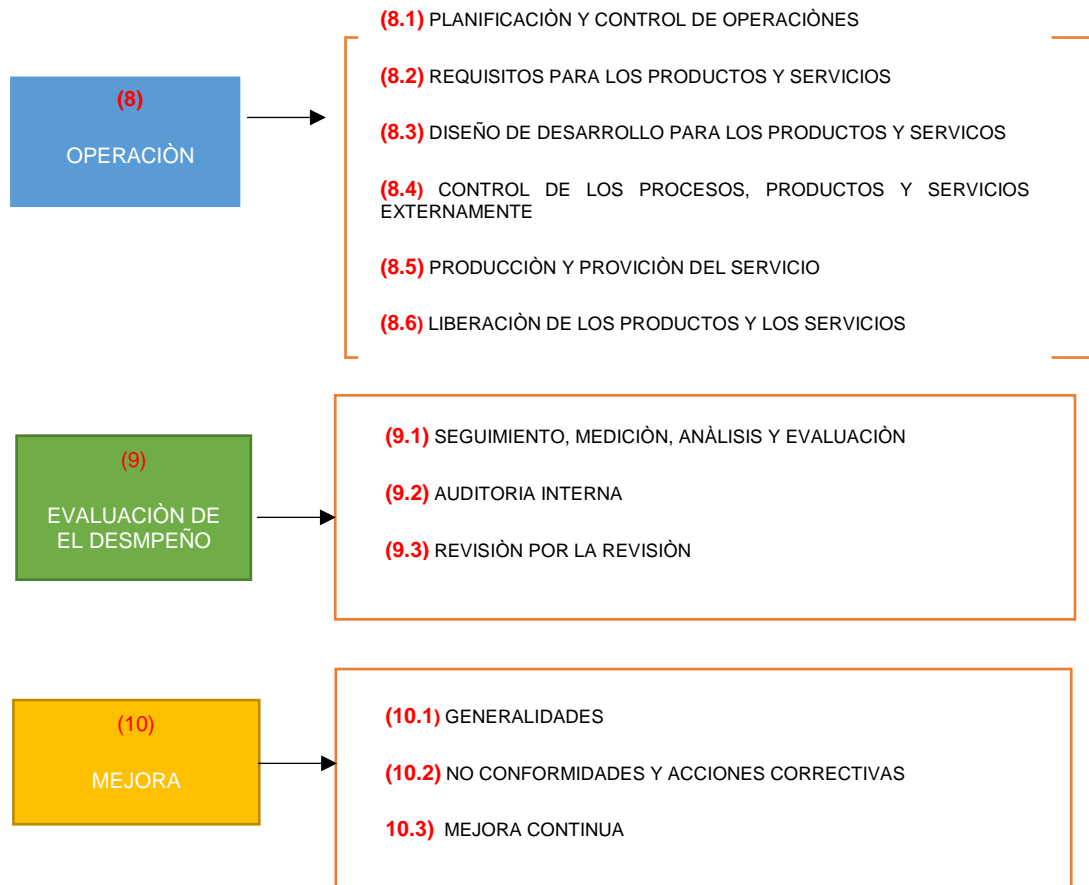 (8.1) PLANIFICACIÒN Y CONTROL DE OPERACIÒNES
(8)
OPERACIÒN
(8.2) REQUISITOS PARA LOS PRODUCTOS Y SERVICIOS
(8.3) DISEÑO DE DESARROLLO PARA LOS PRODUCTOS Y SERVICOS
(8.4) CONTROL DE LOS PROCESOS, PRODUCTOS Y SERVICIOS
EXTERNAMENTE
(8.5) PRODUCCIÒN Y PROVICIÒN DEL SERVICIO
(8.6) LIBERACIÒN DE LOS PRODUCTOS Y LOS SERVICIOS
(9)
EVALUACIÒN DE
EL DESMPEÑO
(9.1) SEGUIMIENTO, MEDICIÒN, ANÀLISIS Y EVALUACIÒN
(9.2) AUDITORIA INTERNA
(9.3) REVISIÒN POR LA REVISIÒN
(10)
MEJORA
(10.1) GENERALIDADES
(10.2) NO CONFORMIDADES Y ACCIONES CORRECTIVAS
10.3) MEJORA CONTINUA